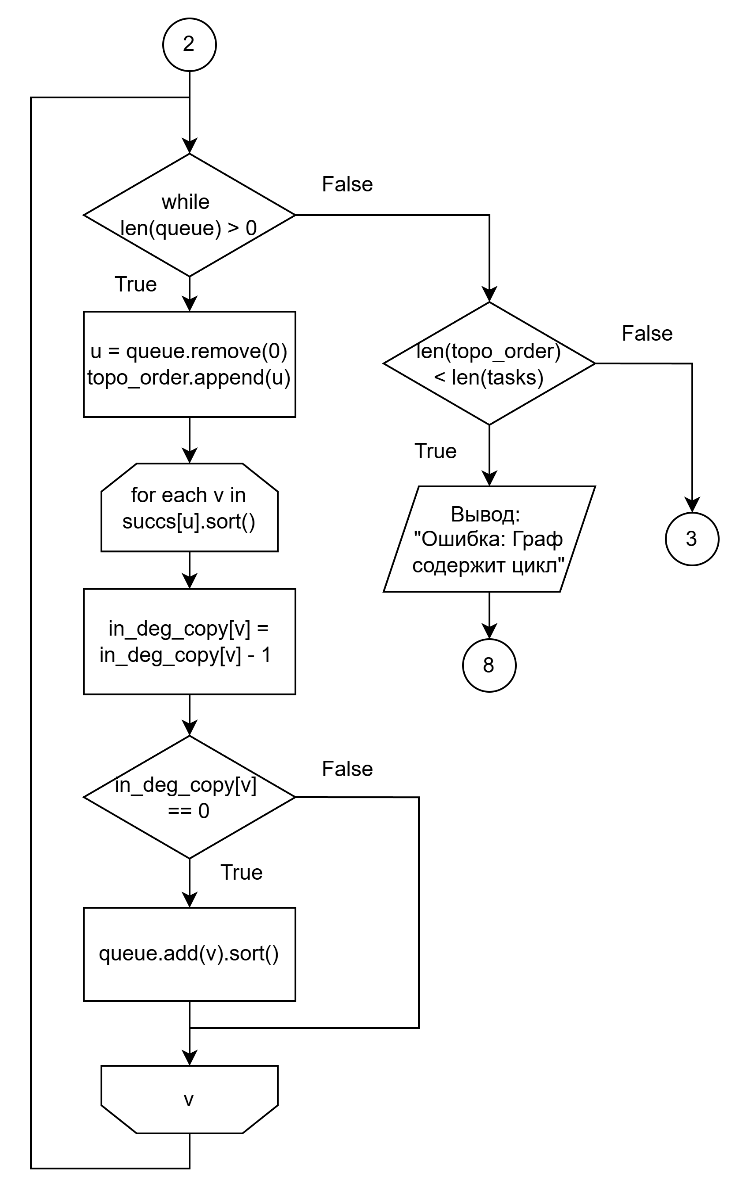 2
while
len(queue) > 0
False
True
u = queue.remove(0)
topo_order.append(u)
for each v in
succs[u].sort()
in_deg_copy[v] =
in_deg_copy[v] - 1
in_deg_copy[v]
== 0
False
True
queue.add(v).sort()
v
len(topo_order)
< len(tasks)
False
True
Вывод:
"Ошибка: Граф
содержит цикл"
3
8